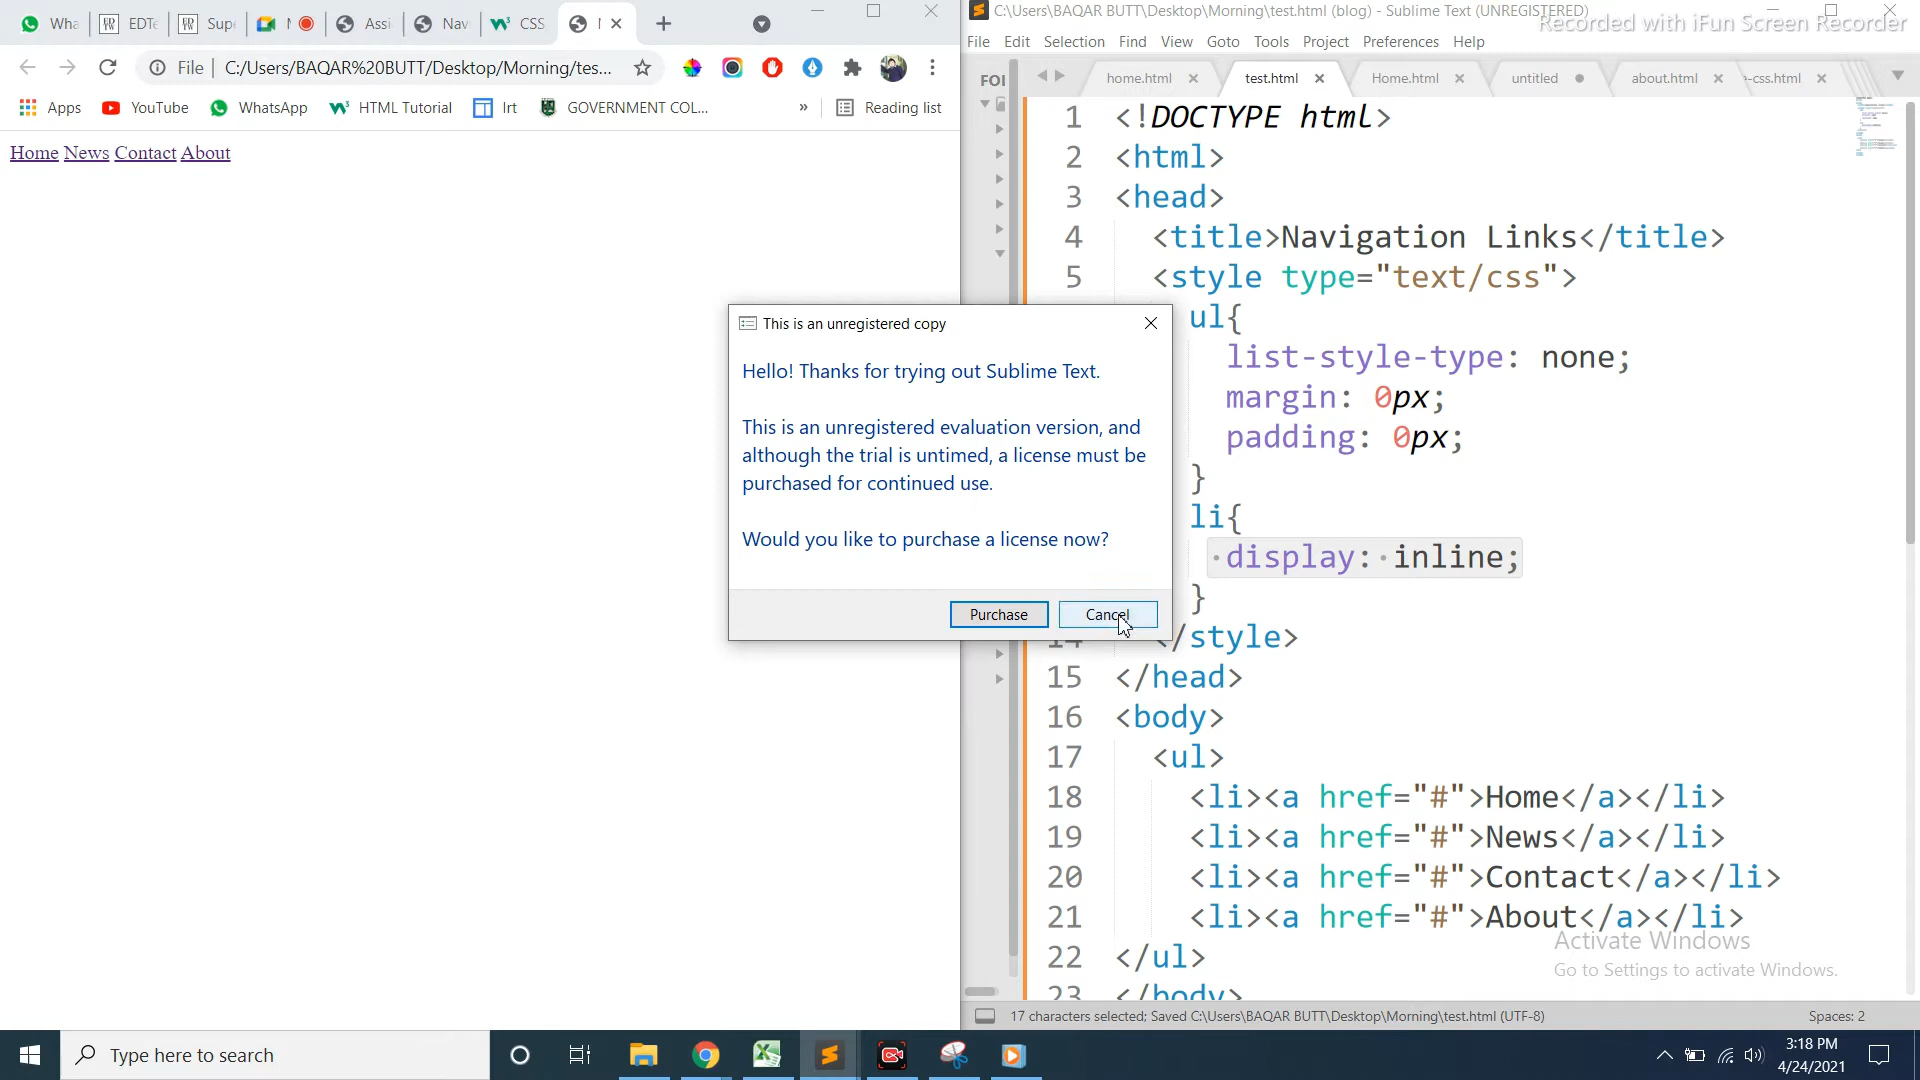 Wha
EDTe
Supe
Assi
Nav
CSS
C:\Users\BAQAR BUTT\Desktop\Morning\test.html (blog) - Sublime Text (UNREGISTERED)
Recorded with iFun Screen Recorder
File | C:/Users/BAQAR%20BUTT/Desktop/Morning/tes...
File Edit Selection Find View Goto Tools Project Preferences Help
Apps YouTube WhatsApp HTML Tutorial lrt GOVERNMENT COL... » Reading list
FOI home.html test.html Home.html untitled about.html -css.html
Home News Contact About
1 <!DOCTYPE html>
2 <html>
3 <head>
4 <title>Navigation Links</title>
5 <style type="text/css">
ul{
list-style-type: none;
margin: 0px;
padding: 0px;
}
li{
display: inline;
}
14 </style>
15 </head>
16 <body>
17 <ul>
18 <li><a href="#">Home</a></li>
19 <li><a href="#">News</a></li>
20 <li><a href="#">Contact</a></li>
21 <li><a href="#">About</a></li>
22 </ul>
23 </body>
This is an unregistered copy
Hello! Thanks for trying out Sublime Text.
This is an unregistered evaluation version, and
although the trial is untimed, a license must be
purchased for continued use.
Would you like to purchase a license now?
Purchase Cancel
Activate Windows
Go to Settings to activate Windows.
17 characters selected; Saved C:\Users\BAQAR BUTT\Desktop\Morning\test.html (UTF-8) Spaces: 2
Type here to search
3:18 PM
4/24/2021